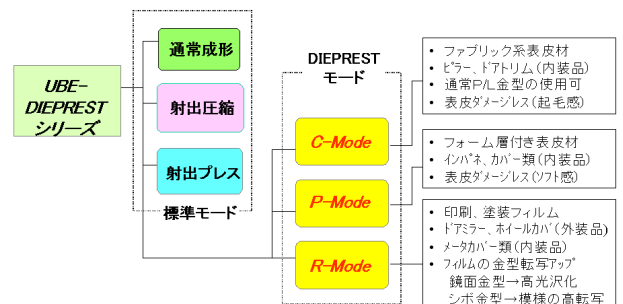 UBE-
DIEPREST
シリーズ
通常成形
射出圧縮
射出プレス
標準モード
DIEPREST
モード
C-Mode
P-Mode
R-Mode
• ファブリック系表皮材
• ﾋﾟﾗｰ、ﾄﾞｱﾄﾘﾑ(内装品)
• 通常P/L金型の使用可
• 表皮ﾀﾞﾒｰｼﾞﾚｽ(起毛感)
• フォーム層付き表皮材
• ｲﾝﾊﾟﾈ、ｶﾊﾞｰ類(内装品)
• 表皮ﾀﾞﾒｰｼﾞﾚｽ(ソフト感)
• 印刷、塗装フィルム
• ﾄﾞｱﾐﾗｰ、ﾎｲｰﾙｶﾊﾞ(外装品)
• ﾒｰﾀｶﾊﾞｰ類(内装品)
• ﾌｨﾙﾑの金型転写ｱｯﾌﾟ
鏡面金型→高光沢化
シボ金型→模様の高転写